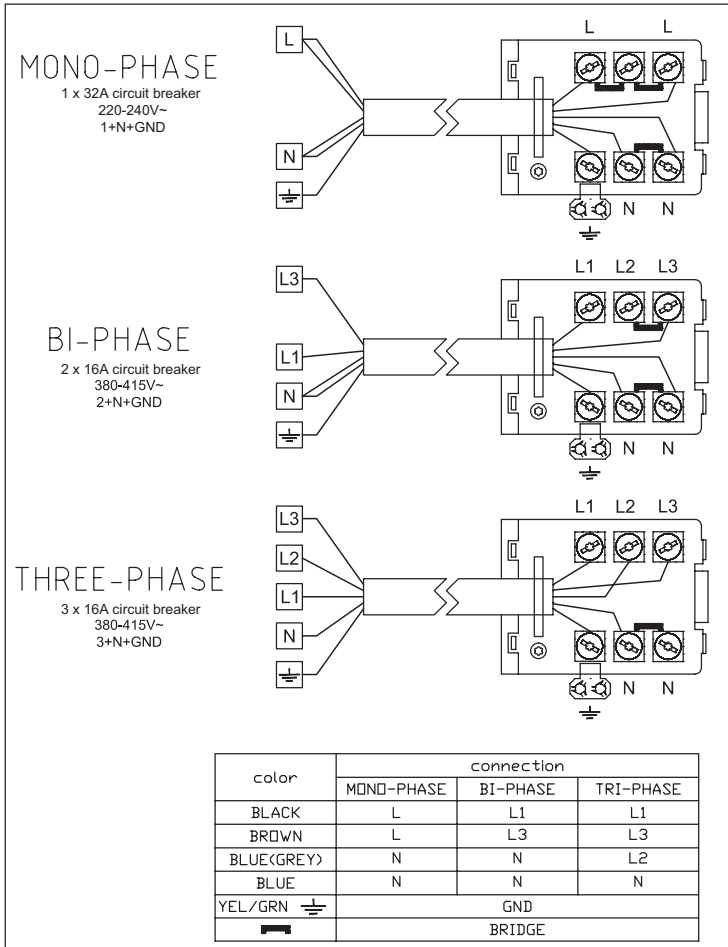 L
L L
MONO-PHASE
1 x 32A circuit breaker
220-240V~
1+N+GND
N
N N
L3
L1 L2 L3
BI-PHASE
2 x 16A circuit breaker
380-415V~
2+N+GND
L1
N
N N
L3
L1 L2 L3
L2
THREE-PHASE
3 x 16A circuit breaker
380-415V~
3+N+GND
L1
N
N N
color connection
MONO-PHASE BI-PHASE TRI-PHASE
BLACK L L1 L1
BROWN L L3 L3
BLUE(GREY) N N L2
BLUE N N N
YEL/GRN GND
BRIDGE